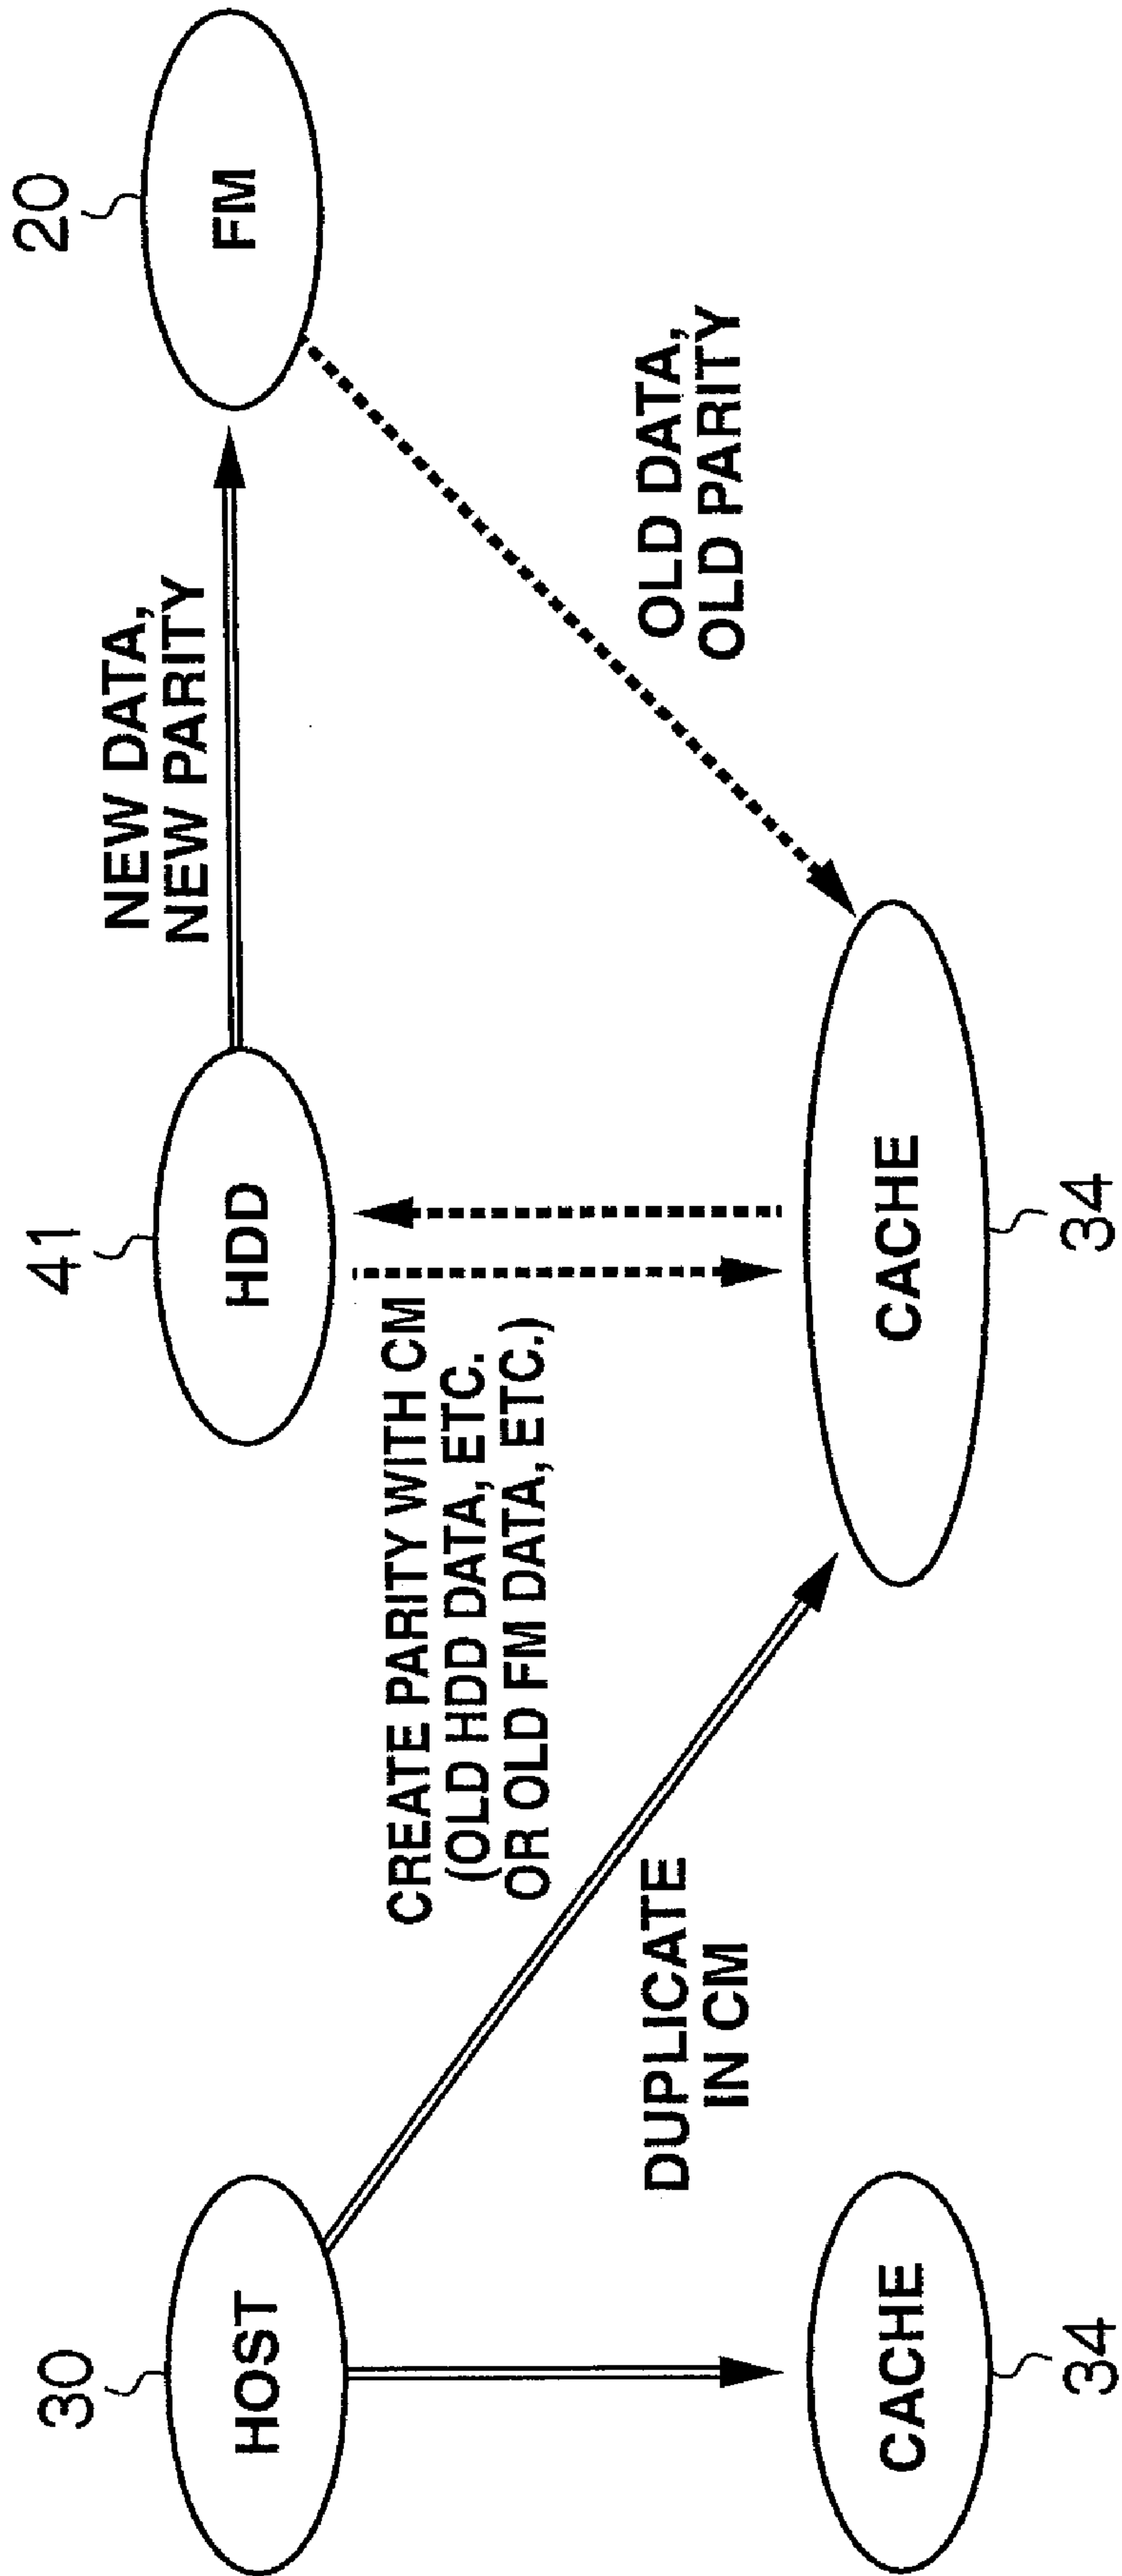 30
HOST
41
HDD
NEW DATA,
NEW PARITY
20
FM
CREATE PARITY WITH CM
(OLD HDD DATA, ETC.
OR OLD FM DATA, ETC.)
OLD DATA,
OLD PARITY
DUPLICATE
IN CM
CACHE
34
CACHE
34